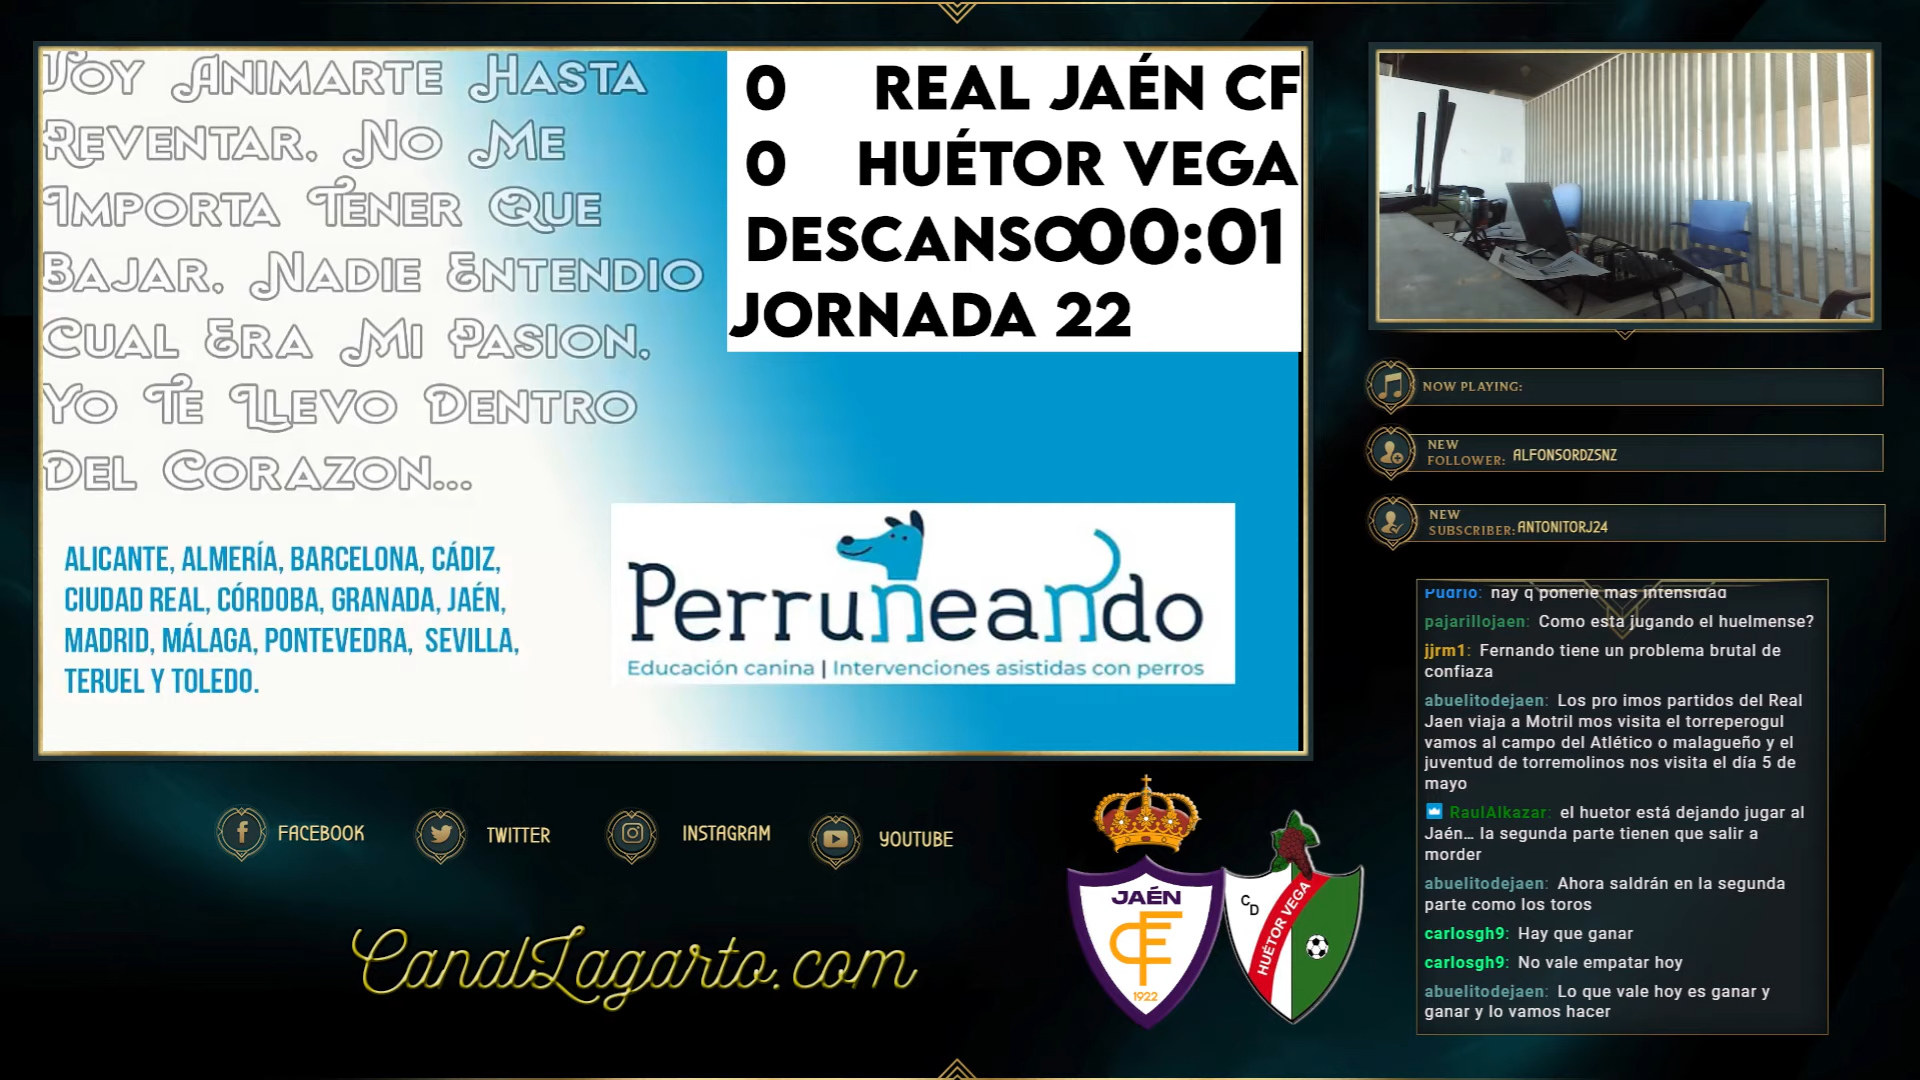 Voy Animarte Hasta
Reventar. No Me
Importa Tener Que
Bajar. Nadie Entendio
Cual Era Mi Pasion.
Yo Te Llevo Dentro
Del Corazon...
0 REAL JAÉN CF
0 HUÉTOR VEGA
DESCANSO 00:01
JORNADA 22
ALICANTE, ALMERÍA, BARCELONA, CÁDIZ,
CIUDAD REAL, CÓRDOBA, GRANADA, JAÉN,
MADRID, MÁLAGA, PONTEVEDRA, SEVILLA,
TERUEL Y TOLEDO.
Perruneando
Educación canina | Intervenciones asistidas con perros
NOW PLAYING:
NEW
FOLLOWER: ALFONSORDZSNZ
NEW
SUBSCRIBER: ANTONITORJ24
Pudrio: hay q ponerle mas intensidad
pajarillojaen: Como esta jugando el huelmense?
jjrm1: Fernando tiene un problema brutal de
confiaza
abuelitodejaen: Los pro imos partidos del Real
Jaen viaja a Motril mos visita el torreperogul
vamos al campo del Atlético o malagueño y el
juventud de torremolinos nos visita el día 5 de
mayo
RaulAlkazar: el huetor está dejando jugar al
Jaén… la segunda parte tienen que salir a
morder
abuelitodejaen: Ahora saldrán en la segunda
parte como los toros
carlosgh9: Hay que ganar
carlosgh9: No vale empatar hoy
abuelitodejaen: Lo que vale hoy es ganar y
ganar y lo vamos hacer
FACEBOOK
TWITTER
INSTAGRAM
YOUTUBE
CanalLagarto.com
JAÉN
CF
1922
CD
HUÉTOR VEGA